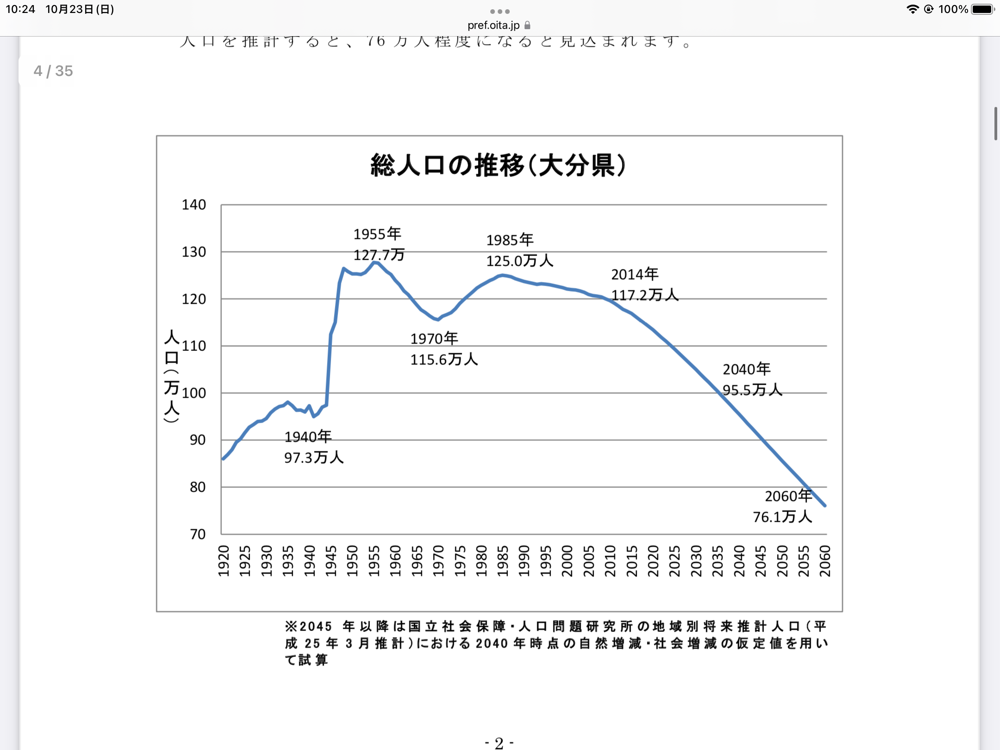 10:24 10月23日(日)
100%
pref.oita.jp
人口を推計すると、76万人程度になると見込まれます。
4 / 35
総人口の推移(大分県)
人口(万人)
140
130
120
110
100
90
80
70
1955年
127.7万
1985年
125.0万人
2014年
117.2万人
1970年
115.6万人
2040年
95.5万人
1940年
97.3万人
2060年
76.1万人
1920 1925 1930 1935 1940 1945 1950 1955 1960 1965 1970 1975 1980 1985 1990 1995 2000 2005 2010 2015 2020 2025 2030 2035 2040 2045 2050 2055 2060
※2045 年以降は国立社会保障・人口問題研究所の地域別将来推計人口(平
成 25 年 3 月推計)における2040 年時点の自然増減・社会増減の仮定値を用い
て試算
- 2 -